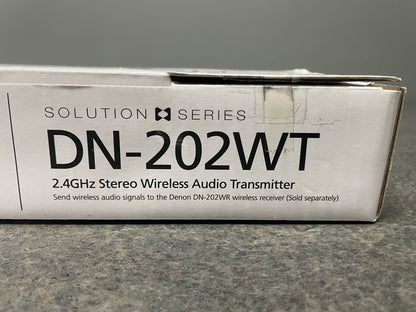 SOLUTION SERIES
DN-202WT
2.4GHz Stereo Wireless Audio Transmitter
Send wireless audio signals to the Denon DN-202WR wireless receiver (Sold separately).